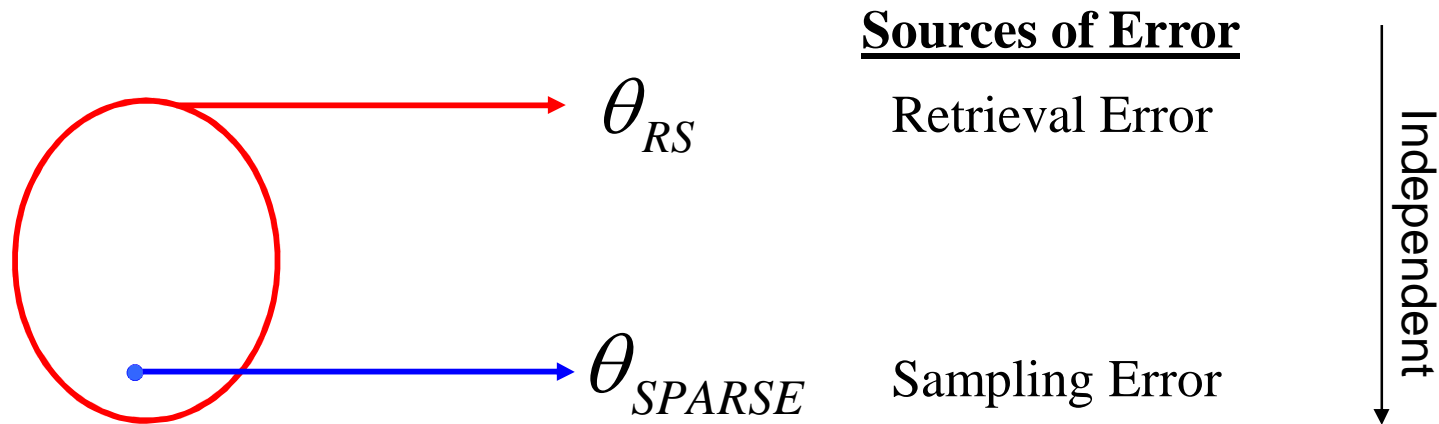 Sources of Error
θ_RS Retrieval Error
Independent
θ_SPARSE Sampling Error